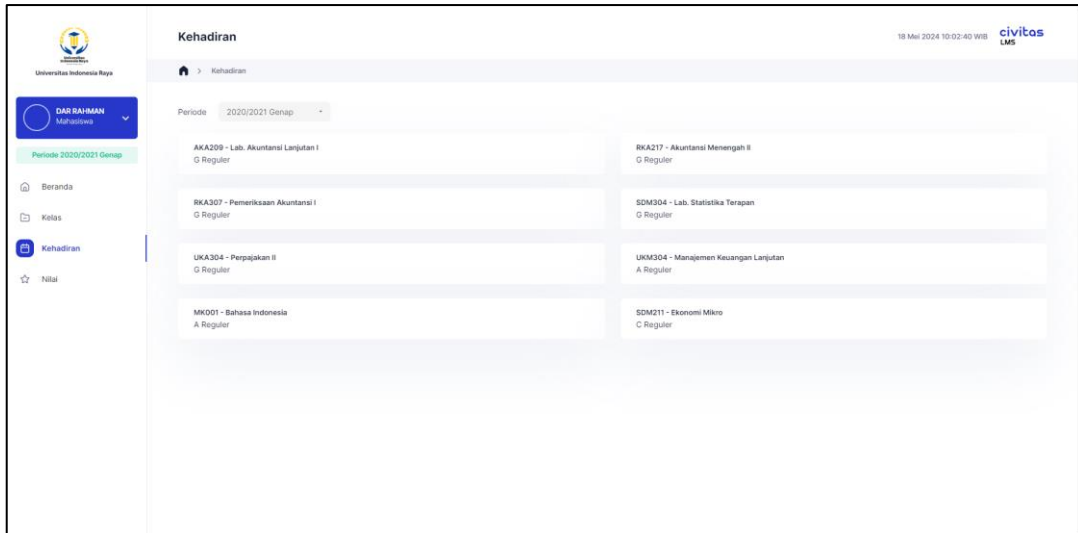 Universitas
Indonesia Raya
Universitas Indonesia Raya
DAR RAHMAN
Mahasiswa
Periode 2020/2021 Genap
Beranda
Kelas
Kehadiran
Nilai
Kehadiran
18 Mei 2024 10:02:40 WIB
civitas
LMS
> Kehadiran
Periode 2020/2021 Genap
AKA209 - Lab. Akuntansi Lanjutan I
G Reguler
RKA217 - Akuntansi Menengah II
G Reguler
RKA307 - Pemeriksaan Akuntansi I
G Reguler
SDM304 - Lab. Statistika Terapan
G Reguler
UKA304 - Perpajakan II
G Reguler
UKM304 - Manajemen Keuangan Lanjutan
A Reguler
MK001 - Bahasa Indonesia
A Reguler
SDM211 - Ekonomi Mikro
C Reguler